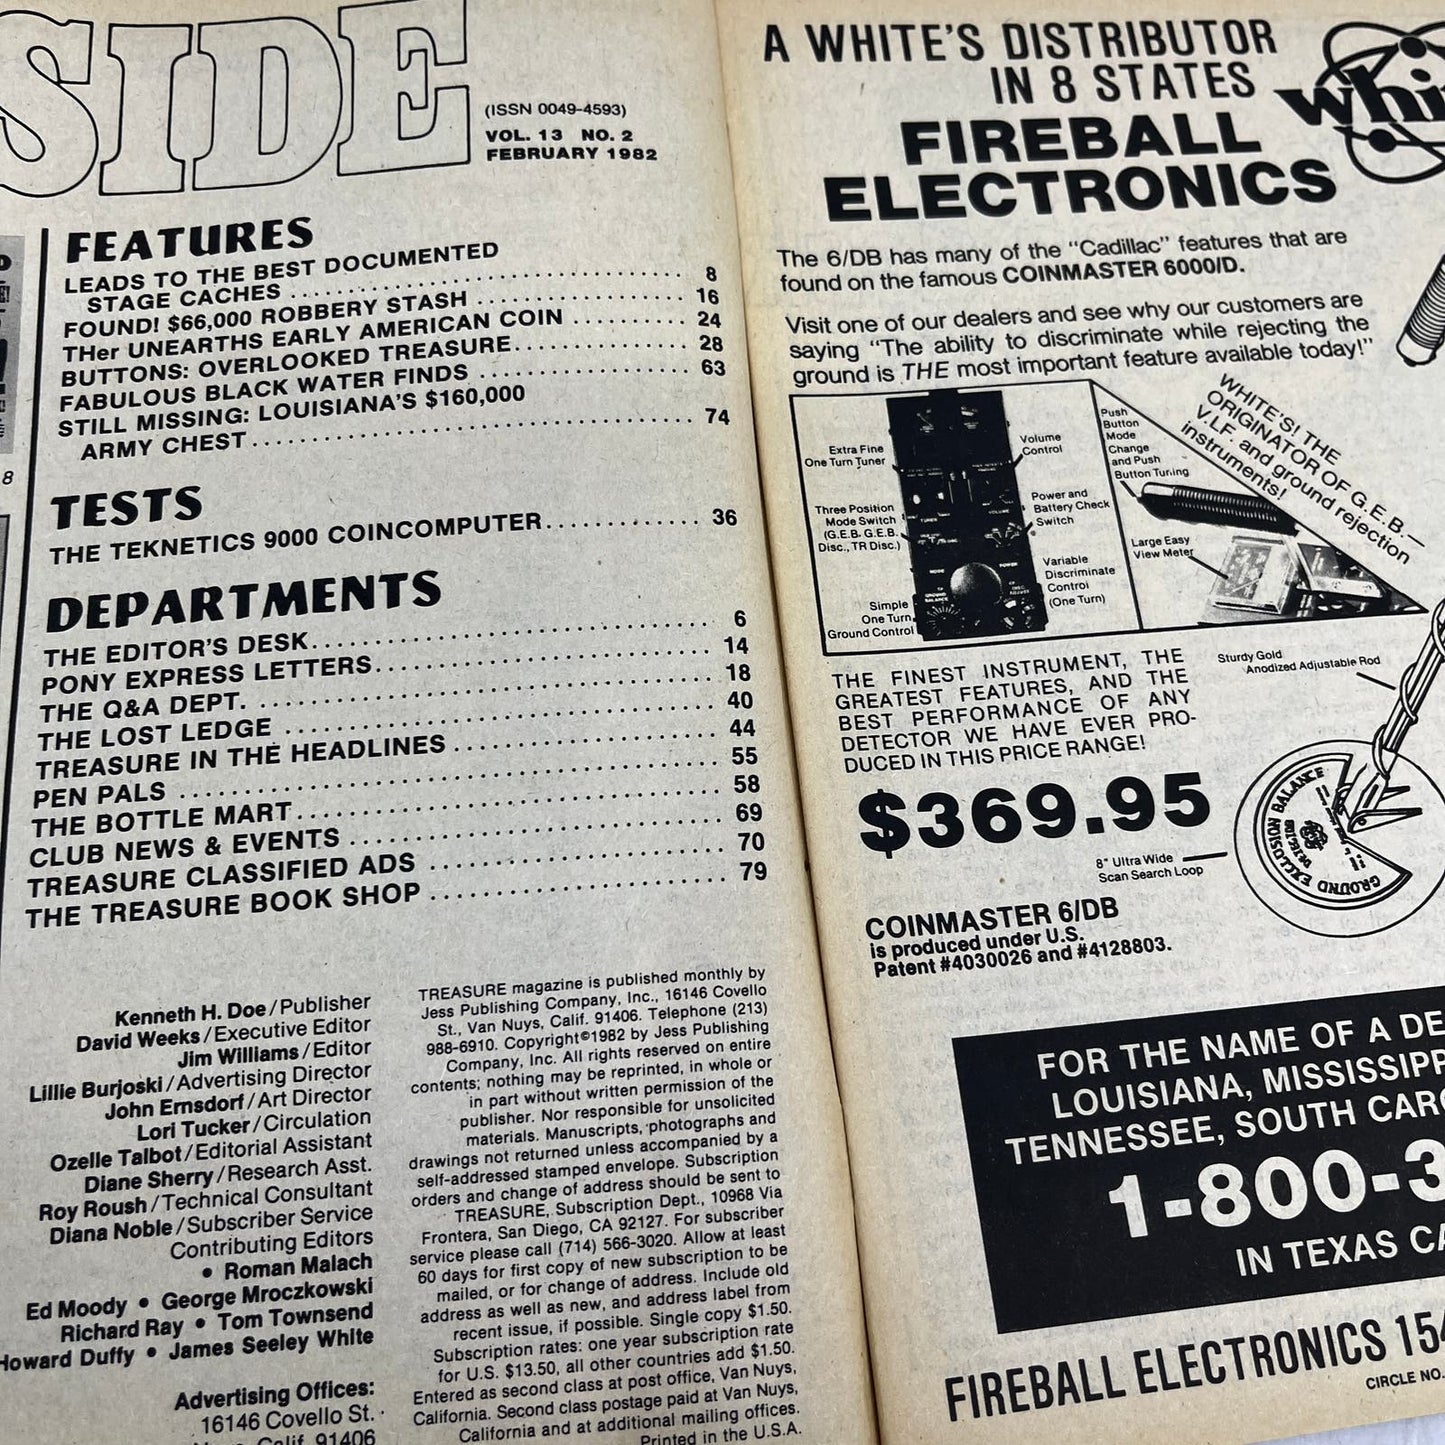 SIDE
(ISSN 0049-4593)
VOL. 13 NO. 2
FEBRUARY 1982
FEATURES
LEADS TO THE BEST DOCUMENTED
STAGE CACHES 8
FOUND! $66,000 ROBBERY STASH 16
THer UNEARTHS EARLY AMERICAN COIN 24
BUTTONS: OVERLOOKED TREASURE 28
FABULOUS BLACK WATER FINDS 63
STILL MISSING: LOUISIANA'S $160,000
ARMY CHEST 74
8
TESTS
THE TEKNETICS 9000 COINCOMPUTER 36
DEPARTMENTS
THE EDITOR'S DESK 6
PONY EXPRESS LETTERS 14
THE Q&A DEPT. 18
THE LOST LEDGE 40
TREASURE IN THE HEADLINES 44
PEN PALS 55
THE BOTTLE MART 58
CLUB NEWS & EVENTS 69
TREASURE CLASSIFIED ADS 70
THE TREASURE BOOK SHOP 79
Kenneth H. Doe/Publisher
David Weeks/Executive Editor
Jim Williams/Editor
Lillie Burjoski/Advertising Director
John Ernsdorf/Art Director
Lori Tucker/Circulation
Ozelle Talbot/Editorial Assistant
Diane Sherry/Research Asst.
Roy Roush/Technical Consultant
Diana Noble/Subscriber Service
Contributing Editors
• Roman Malach
Ed Moody • George Mroczkowski
Richard Ray • Tom Townsend
Howard Duffy • James Seeley White
Advertising Offices:
16146 Covello St.
Calif. 91406
TREASURE magazine is published monthly by
Jess Publishing Company, Inc., 16146 Covello
St., Van Nuys, Calif. 91406. Telephone (213)
988-6910. Copyright©1982 by Jess Publishing
Company, Inc. All rights reserved on entire
contents; nothing may be reprinted, in whole or
in part without written permission of the
publisher. Nor responsible for unsolicited
materials. Manuscripts, photographs and
drawings not returned unless accompanied by a
self-addressed stamped envelope. Subscription
orders and change of address should be sent to
TREASURE, Subscription Dept., 10968 Via
Frontera, San Diego, CA 92127. For subscriber
service please call (714) 566-3020. Allow at least
60 days for first copy of new subscription to be
mailed, or for change of address. Include old
address as well as new, and address label from
recent issue, if possible. Single copy $1.50.
Subscription rates: one year subscription rate
for U.S. $13.50, all other countries add $1.50.
Entered as second class at post office, Van Nuys,
California. Second class postage paid at Van Nuys,
California and at additional mailing offices.
Printed in the U.S.A.
A WHITE'S DISTRIBUTOR
IN 8 STATES
whi
FIREBALL
ELECTRONICS
The 6/DB has many of the "Cadillac" features that are
found on the famous COINMASTER 6000/D.
Visit one of our dealers and see why our customers are
saying "The ability to discriminate while rejecting the
ground is THE most important feature available today!"
WHITE'S! THE
ORIGINATOR OF G.E.B.—
V.L.F. and ground rejection
instruments!
Extra Fine
One Turn Tuner
Three Position
Mode Switch
(G.E.B. G.E.B.
Disc., TR Disc.)
Simple
One Turn
Ground Control
Volume
Control
Power and
Battery Check
Switch
Variable
Discriminate
Control
(One Turn)
Push
Button
Mode
Change
and Push
Button Tuning
Large Easy
View Meter
THE FINEST INSTRUMENT, THE
GREATEST FEATURES, AND THE
BEST PERFORMANCE OF ANY
DETECTOR WE HAVE EVER PRO-
DUCED IN THIS PRICE RANGE!
Sturdy Gold
Anodized Adjustable Rod
$369.95
8" Ultra Wide
Scan Search Loop
GROUND EXCLUSION BALANCE
COINMASTER 6/DB
is produced under U.S.
Patent #4030026 and #4128803.
FOR THE NAME OF A DE
LOUISIANA, MISSISSIPP
TENNESSEE, SOUTH CARO
1-800-3
IN TEXAS CA
FIREBALL ELECTRONICS 154
CIRCLE NO.